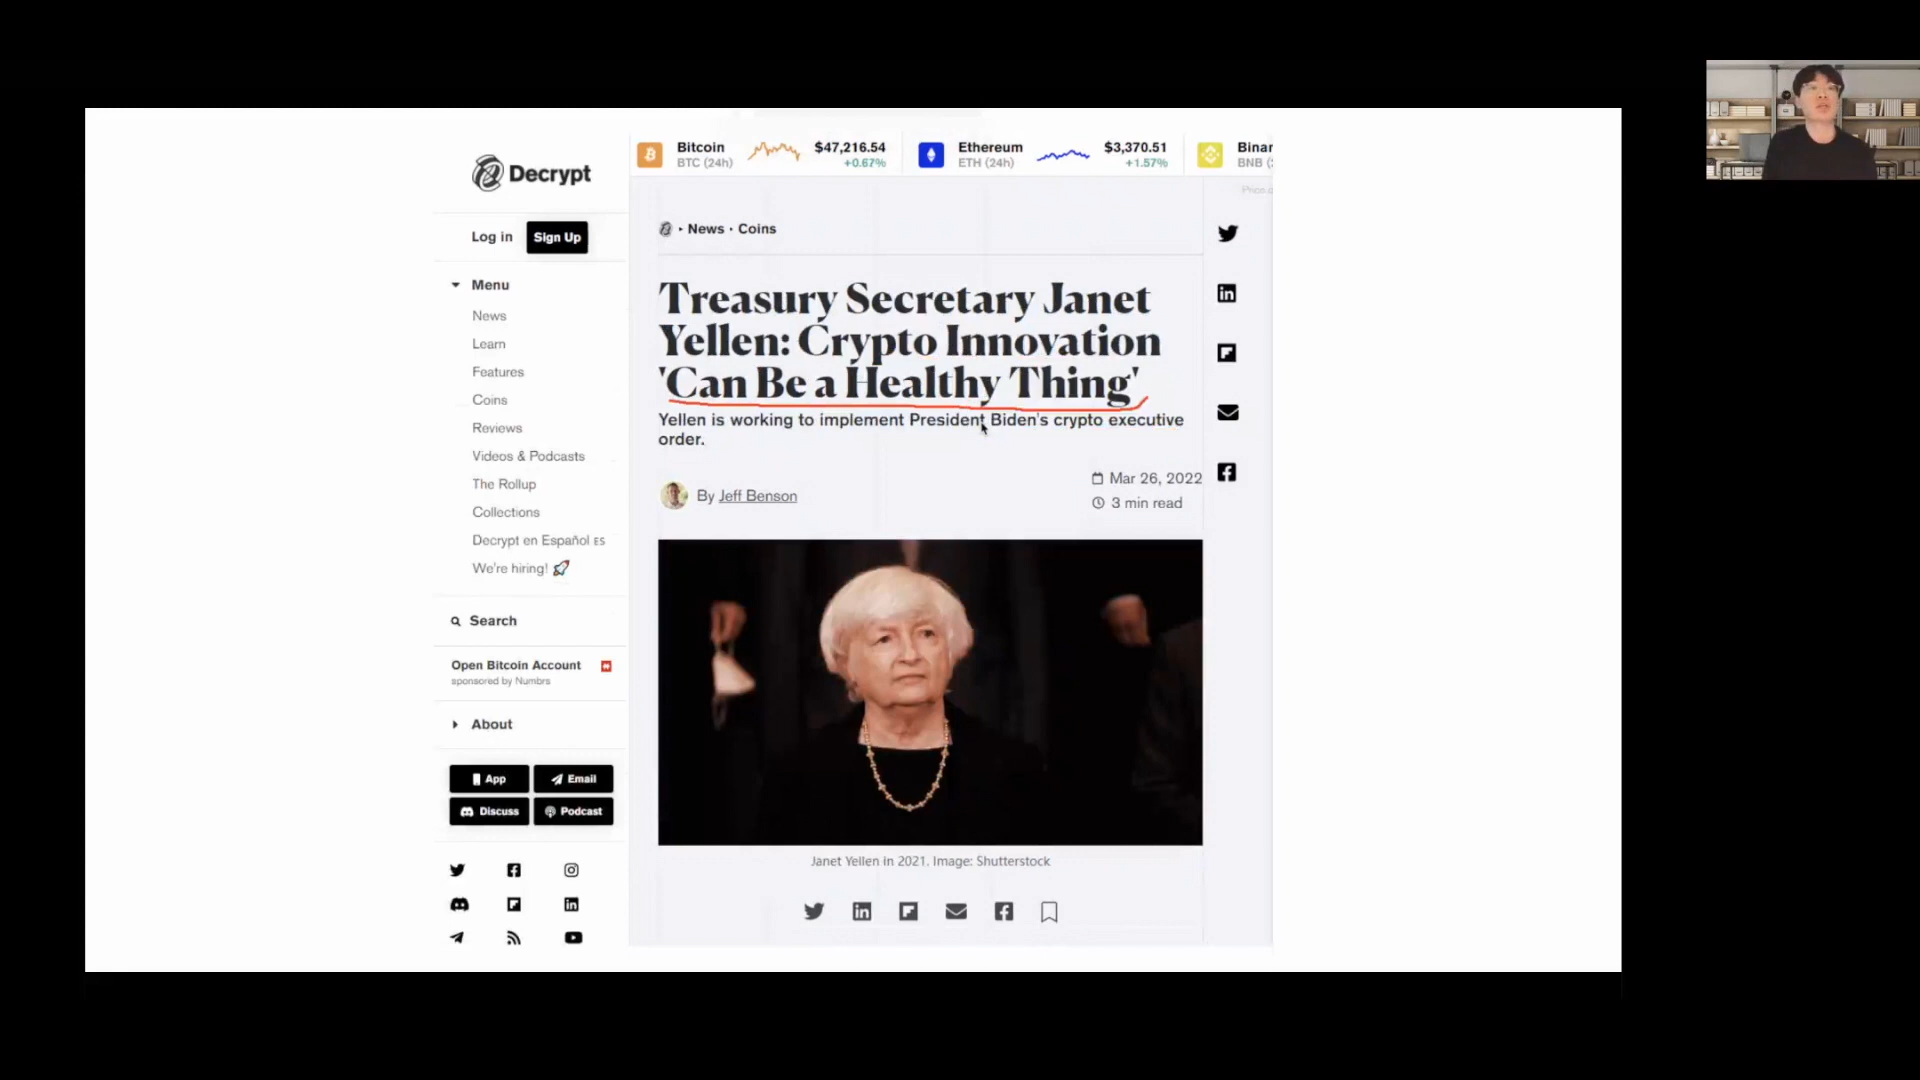 Decrypt
Log in
Sign Up
Menu
News
Learn
Features
Coins
Reviews
Videos & Podcasts
The Rollup
Collections
Decrypt en Español ES
We're hiring! 🚀
Search
Open Bitcoin Account
sponsored by Numbrs
About
App
Email
Discuss
Podcast
Bitcoin $47,216.54
BTC (24h) +0.67%
Ethereum $3,370.51
ETH (24h) +1.57%
Binar
BNB (
News · Coins
Treasury Secretary Janet
Yellen: Crypto Innovation
'Can Be a Healthy Thing'
Yellen is working to implement President Biden's crypto executive
order.
By Jeff Benson
Mar 26, 2022
3 min read
Janet Yellen in 2021. Image: Shutterstock